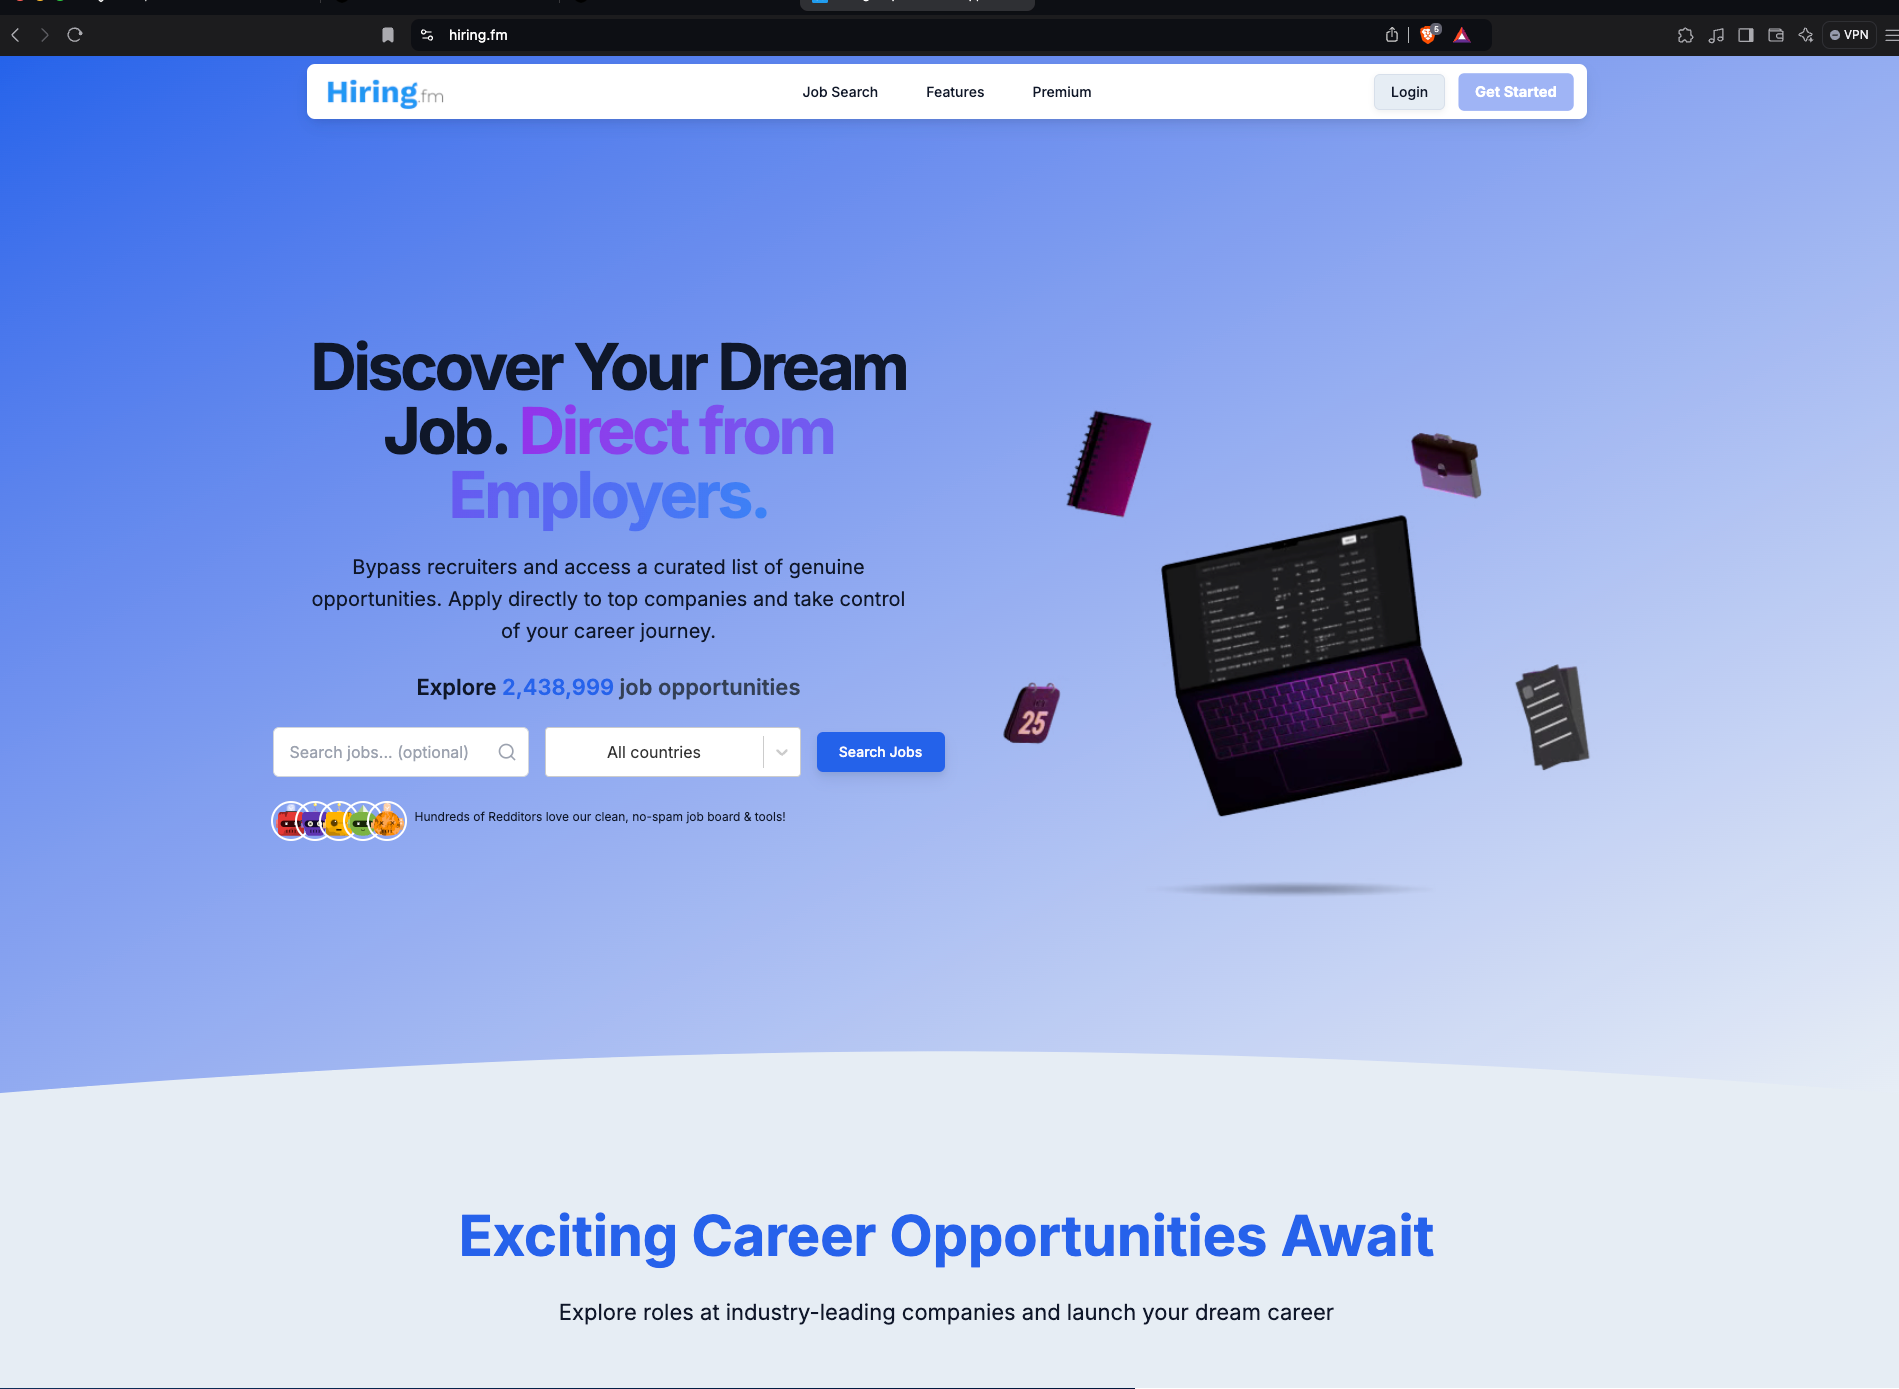 hiring.fm
5
VPN
Hiring.fm
Job Search
Features
Premium
Login
Get Started
Discover Your Dream
Job. Direct from
Employers.
Bypass recruiters and access a curated list of genuine
opportunities. Apply directly to top companies and take control
of your career journey.
Explore 2,438,999 job opportunities
Search jobs... (optional)
All countries
Search Jobs
Hundreds of Redditors love our clean, no-spam job board & tools!
25
Exciting Career Opportunities Await
Explore roles at industry-leading companies and launch your dream career